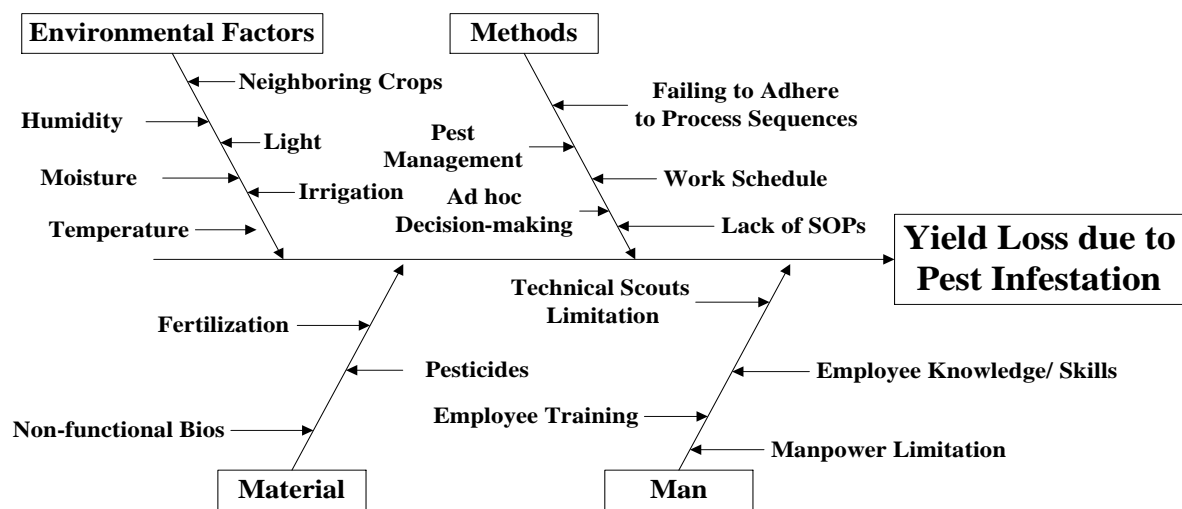 Environmental Factors
Methods
Neighboring Crops
Failing to Adhere
to Process Sequences
Humidity
Light
Pest
Management
Moisture
Irrigation
Work Schedule
Ad hoc
Decision-making
Temperature
Lack of SOPs
Yield Loss due to
Pest Infestation
Technical Scouts
Limitation
Fertilization
Pesticides
Employee Knowledge/ Skills
Employee Training
Non-functional Bios
Manpower Limitation
Material
Man